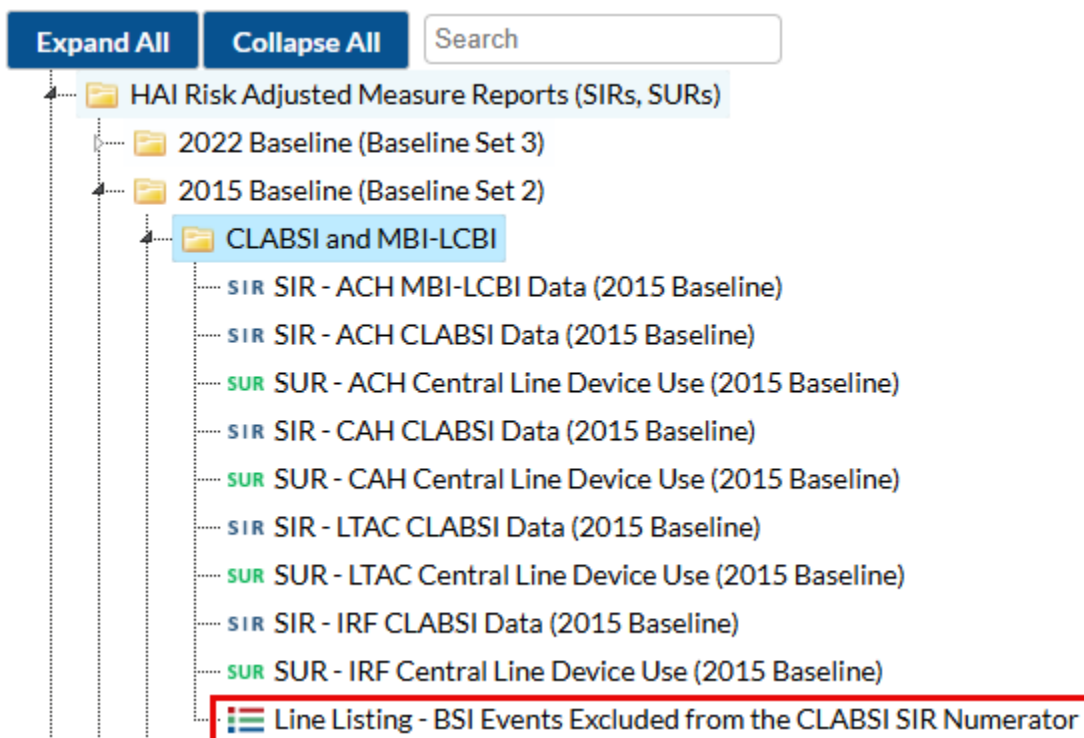 Expand All Collapse All Search
HAI Risk Adjusted Measure Reports (SIRs, SURs)
2022 Baseline (Baseline Set 3)
2015 Baseline (Baseline Set 2)
CLABSI and MBI-LCBI
SIR SIR - ACH MBI-LCBI Data (2015 Baseline)
SIR SIR - ACH CLABSI Data (2015 Baseline)
SUR SUR - ACH Central Line Device Use (2015 Baseline)
SIR SIR - CAH CLABSI Data (2015 Baseline)
SUR SUR - CAH Central Line Device Use (2015 Baseline)
SIR SIR - LTAC CLABSI Data (2015 Baseline)
SUR SUR - LTAC Central Line Device Use (2015 Baseline)
SIR SIR - IRF CLABSI Data (2015 Baseline)
SUR SUR - IRF Central Line Device Use (2015 Baseline)
Line Listing - BSI Events Excluded from the CLABSI SIR Numerator